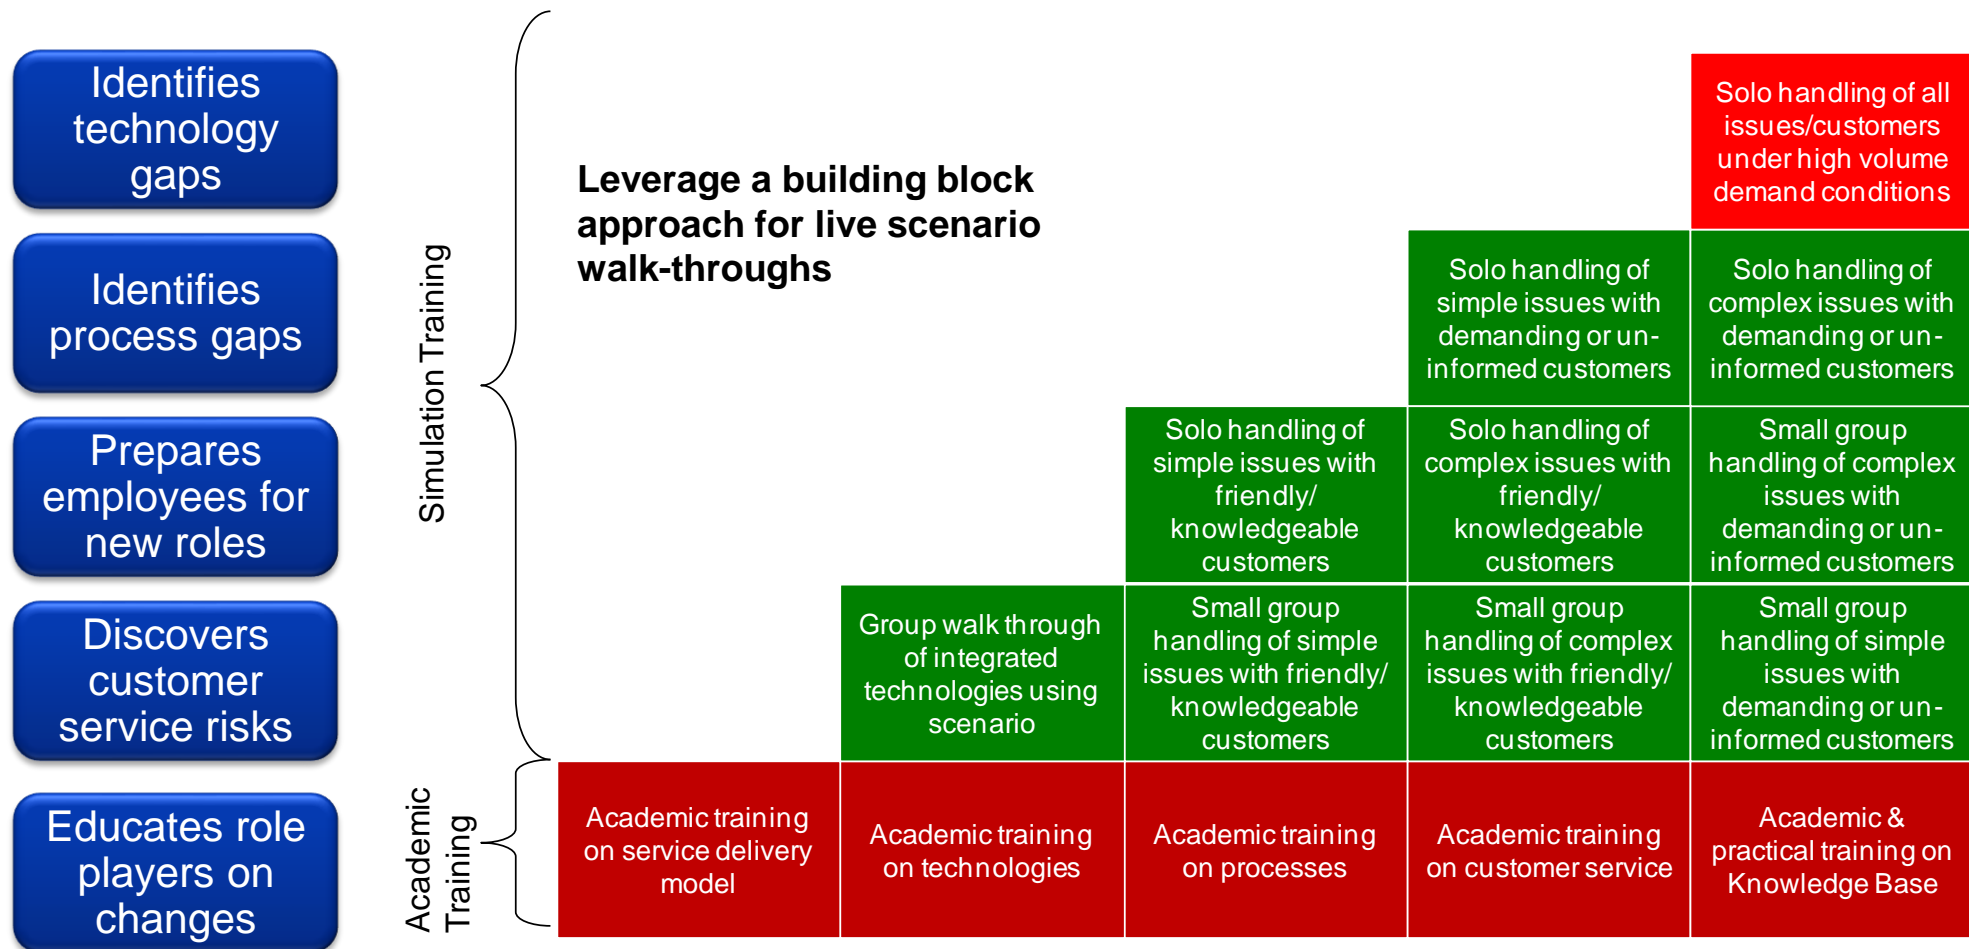 Identifies
technology
gaps
Identifies
process gaps
Prepares
employees for
new roles
Discovers
customer
service risks
Educates role
players on
changes
Simulation Training
Academic
Training
Leverage a building block
approach for live scenario
walk-throughs
Solo handling of all
issues/customers
under high volume
demand conditions
Solo handling of
simple issues with
demanding or un-
informed customers
Solo handling of
complex issues with
demanding or un-
informed customers
Solo handling of
simple issues with
friendly/
knowledgeable
customers
Solo handling of
complex issues with
friendly/
knowledgeable
customers
Small group
handling of complex
issues with
demanding or un-
informed customers
Group walk through
of integrated
technologies using
scenario
Small group
handling of simple
issues with friendly/
knowledgeable
customers
Small group
handling of complex
issues with friendly/
knowledgeable
customers
Small group
handling of simple
issues with
demanding or un-
informed customers
Academic training
on service delivery
model
Academic training
on technologies
Academic training
on processes
Academic training
on customer service
Academic &
practical training on
Knowledge Base